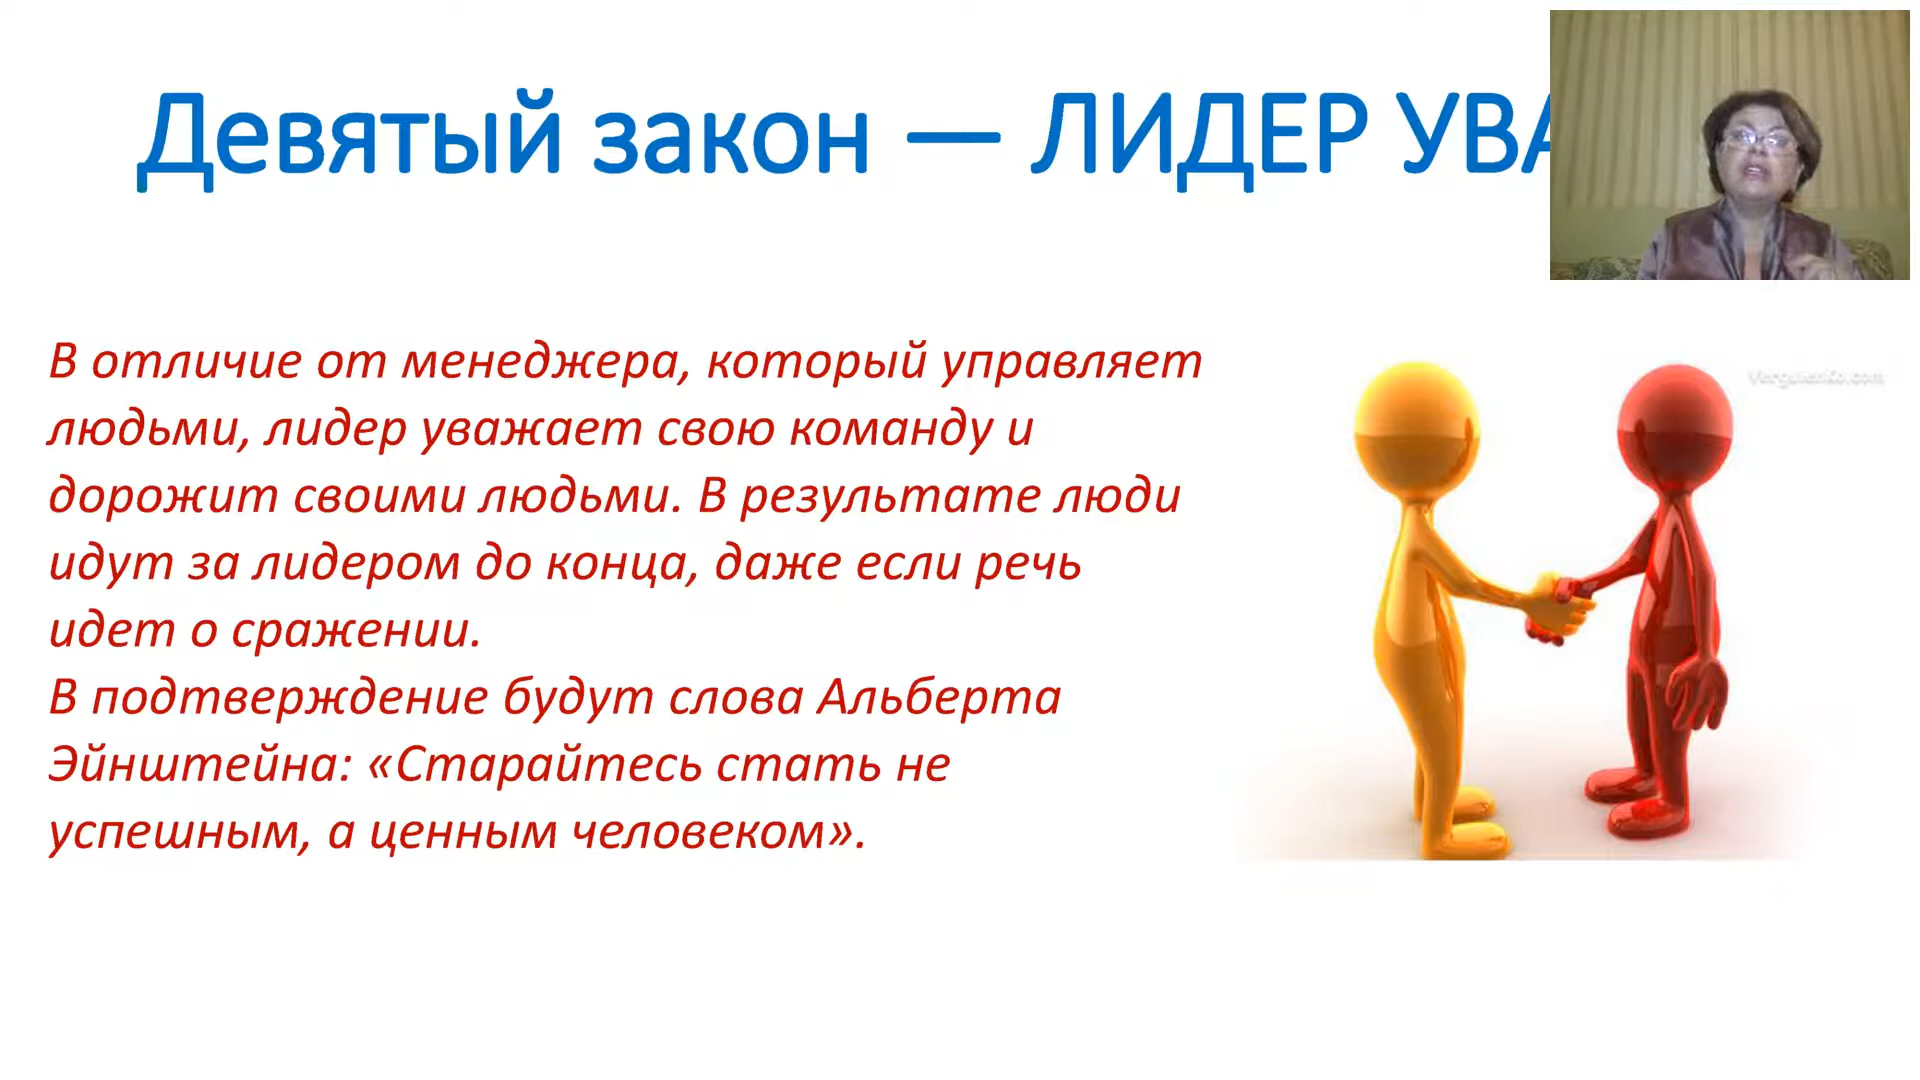 Девятый закон — ЛИДЕР
В отличие от менеджера, который управляет
людьми, лидер уважает свою команду и
дорожит своими людьми. В результате люди
идут за лидером до конца, даже если речь
идет о сражении.
В подтверждение будут слова Альберта
Эйнштейна: «Старайтесь стать не
успешным, а ценным человеком».